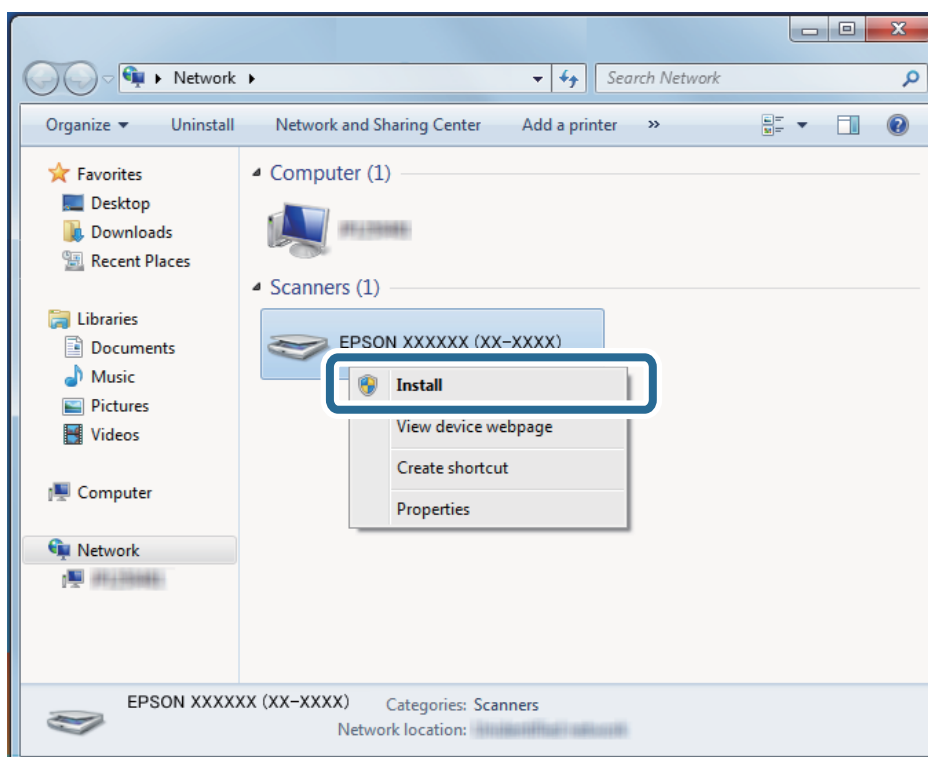 Network
Search Network
Organize Uninstall Network and Sharing Center Add a printer »
Favorites
Desktop
Downloads
Recent Places
Libraries
Documents
Music
Pictures
Videos
Computer
Network
Computer (1)
Scanners (1)
EPSON XXXXXX (XX-XXXX)
Install
View device webpage
Create shortcut
Properties
EPSON XXXXXX (XX-XXXX) Categories: Scanners
Network location: